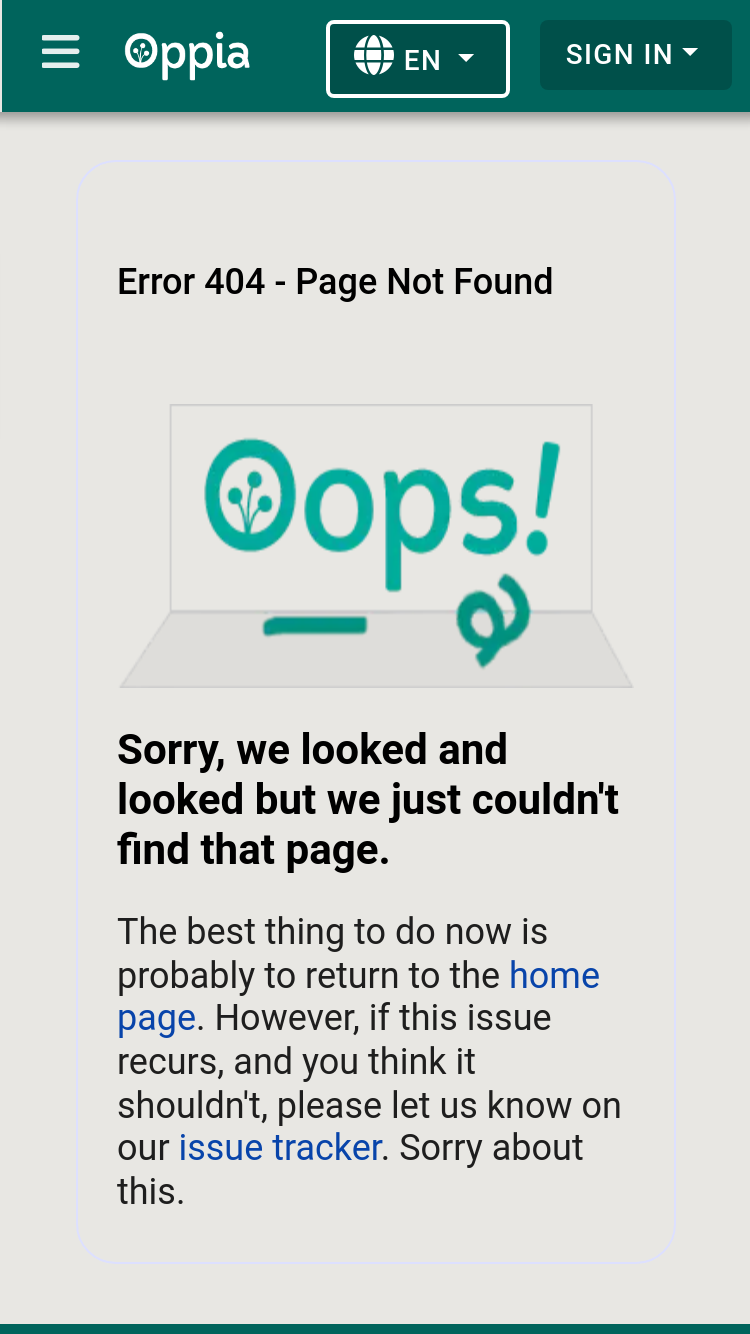 Oppia
EN
SIGN IN
Error 404 - Page Not Found
Oops!
Sorry, we looked and
looked but we just couldn't
find that page.
The best thing to do now is
probably to return to the home
page. However, if this issue
recurs, and you think it
shouldn't, please let us know on
our issue tracker. Sorry about
this.